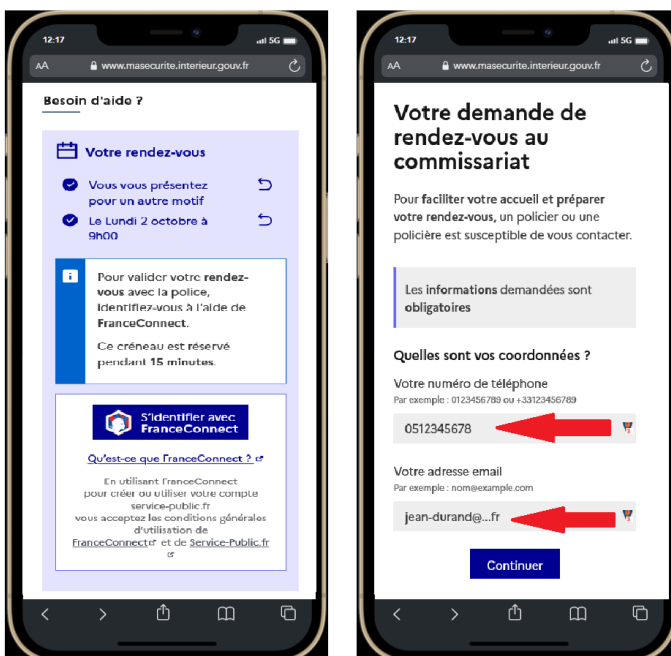 12:17
5G
AA
www.masecurite.interieur.gouv.fr
Besoin d'aide ?
Votre rendez-vous
Vous vous présentez
pour un autre motif
Le Lundi 2 octobre à
9h00
i
Pour valider votre rendez-
vous avec la police,
identifiez-vous à l'aide de
FranceConnect.
Ce créneau est réservé
pendant 15 minutes.
S'identifier avec
FranceConnect
Qu'est-ce que FranceConnect ?
En utilisant FranceConnect
pour créer ou utiliser votre compte
service-public.fr
vous acceptez les conditions générales
d'utilisation de
FranceConnect et de Service-Public.fr
12:17
5G
AA
www.masecurite.interieur.gouv.fr
Votre demande de
rendez-vous au
commissariat
Pour faciliter votre accueil et préparer
votre rendez-vous, un policier ou une
policière est susceptible de vous contacter.
Les informations demandées sont
obligatoires
Quelles sont vos coordonnées ?
Votre numéro de téléphone
Par exemple : 0123456789 ou +33123456789
0512345678
Votre adresse email
Par exemple : nom@example.com
jean-durand@...fr
Continuer